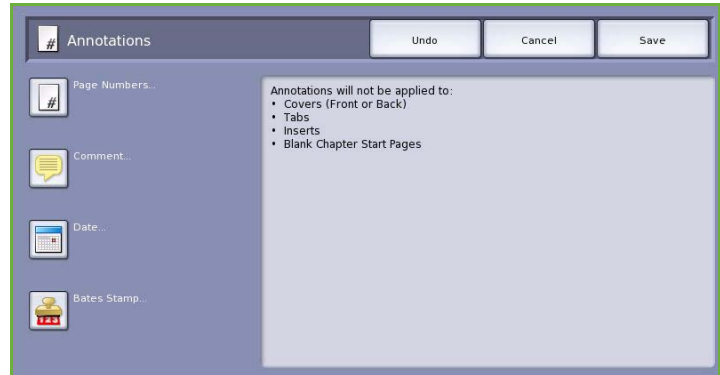 # Annotations
Undo
Cancel
Save
# Page Numbers...
Comment...
Date...
Bates Stamp...
Annotations will not be applied to:
• Covers (Front or Back)
• Tabs
• Inserts
• Blank Chapter Start Pages